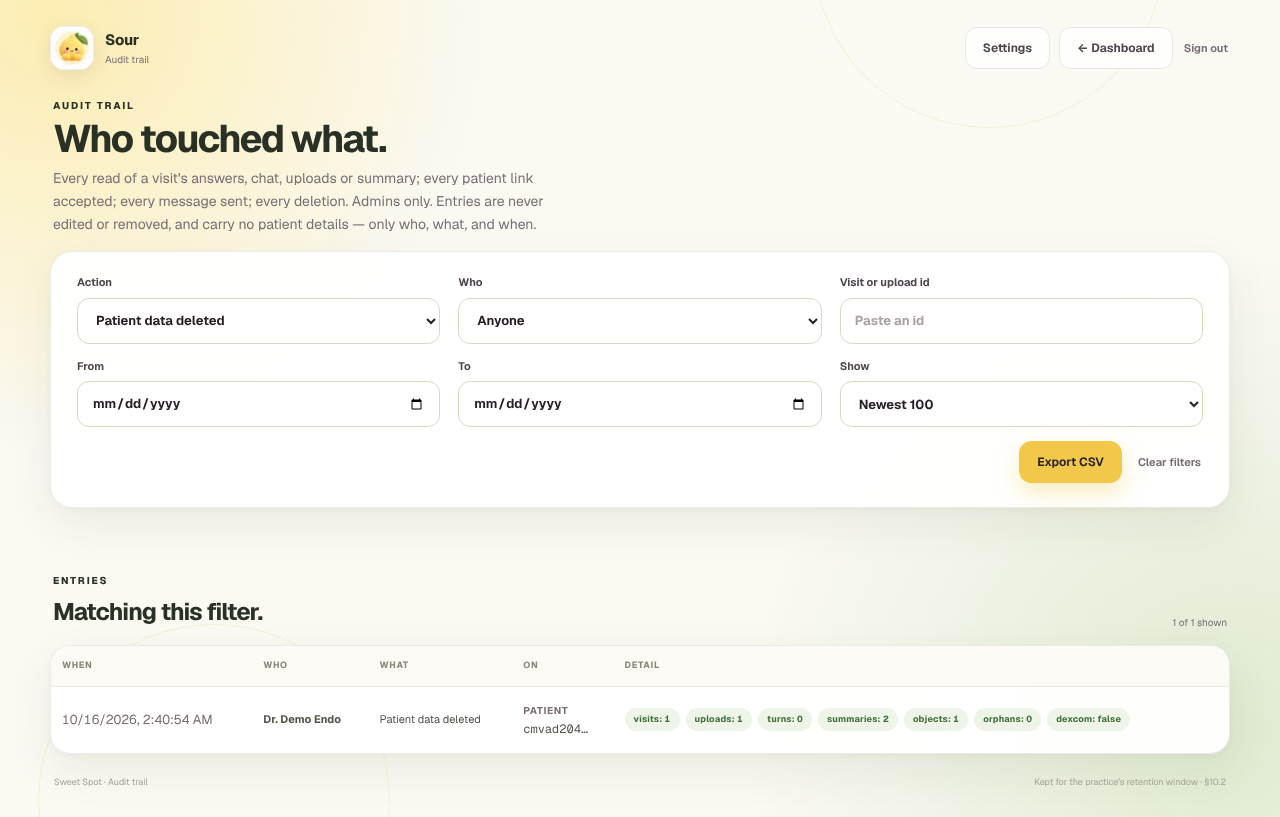 Sour
Audit trail
Settings
← Dashboard
Sign out
AUDIT TRAIL
Who touched what.
Every read of a visit's answers, chat, uploads or summary; every patient link
accepted; every message sent; every deletion. Admins only. Entries are never
edited or removed, and carry no patient details — only who, what, and when.
Action
Who
Visit or upload id
Patient data deleted
Anyone
Paste an id
From
To
Show
mm/dd/yyyy
mm/dd/yyyy
Newest 100
Export CSV
Clear filters
ENTRIES
Matching this filter.
1 of 1 shown
WHEN WHO WHAT ON DETAIL
10/16/2026, 2:40:54 AM
Dr. Demo Endo
Patient data deleted
PATIENT
cmvad204…
visits: 1
uploads: 1
turns: 0
summaries: 2
objects: 1
orphans: 0
dexcom: false
Sweet Spot · Audit trail
Kept for the practice's retention window · §10.2